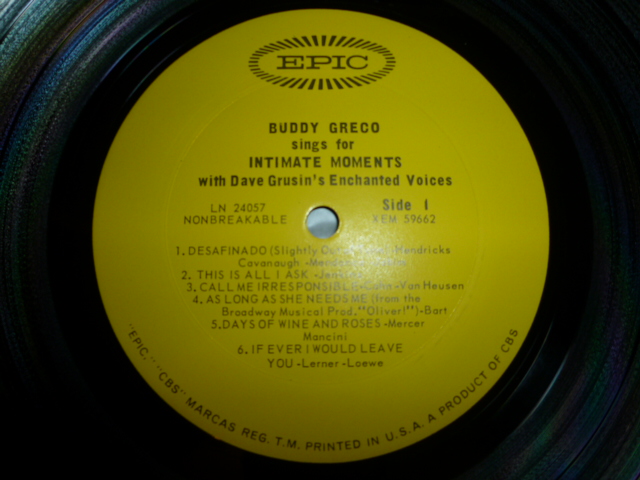 EPIC
BUDDY GRECO
sings for
INTIMATE MOMENTS
with Dave Grusin's Enchanted Voices
LN 24057 Side 1
NONBREAKABLE XEM 59662
1. DESAFINADO (Slightly Hendricks
Cavanaugh -
2. THIS IS ALL I ASK -
3. CALL ME IRRESPONSIBLE - -Van Heusen
4. AS LONG AS SHE NEEDS ME (from the
Broadway Musical Prod. "Oliver!")-Bart
5. DAYS OF WINE AND ROSES -Mercer
Mancini
6. IF EVER I WOULD LEAVE
YOU -Lerner -Loewe
"EPIC," "CBS" MARCAS REG. T.M. PRINTED IN U.S.A. A PRODUCT OF CBS